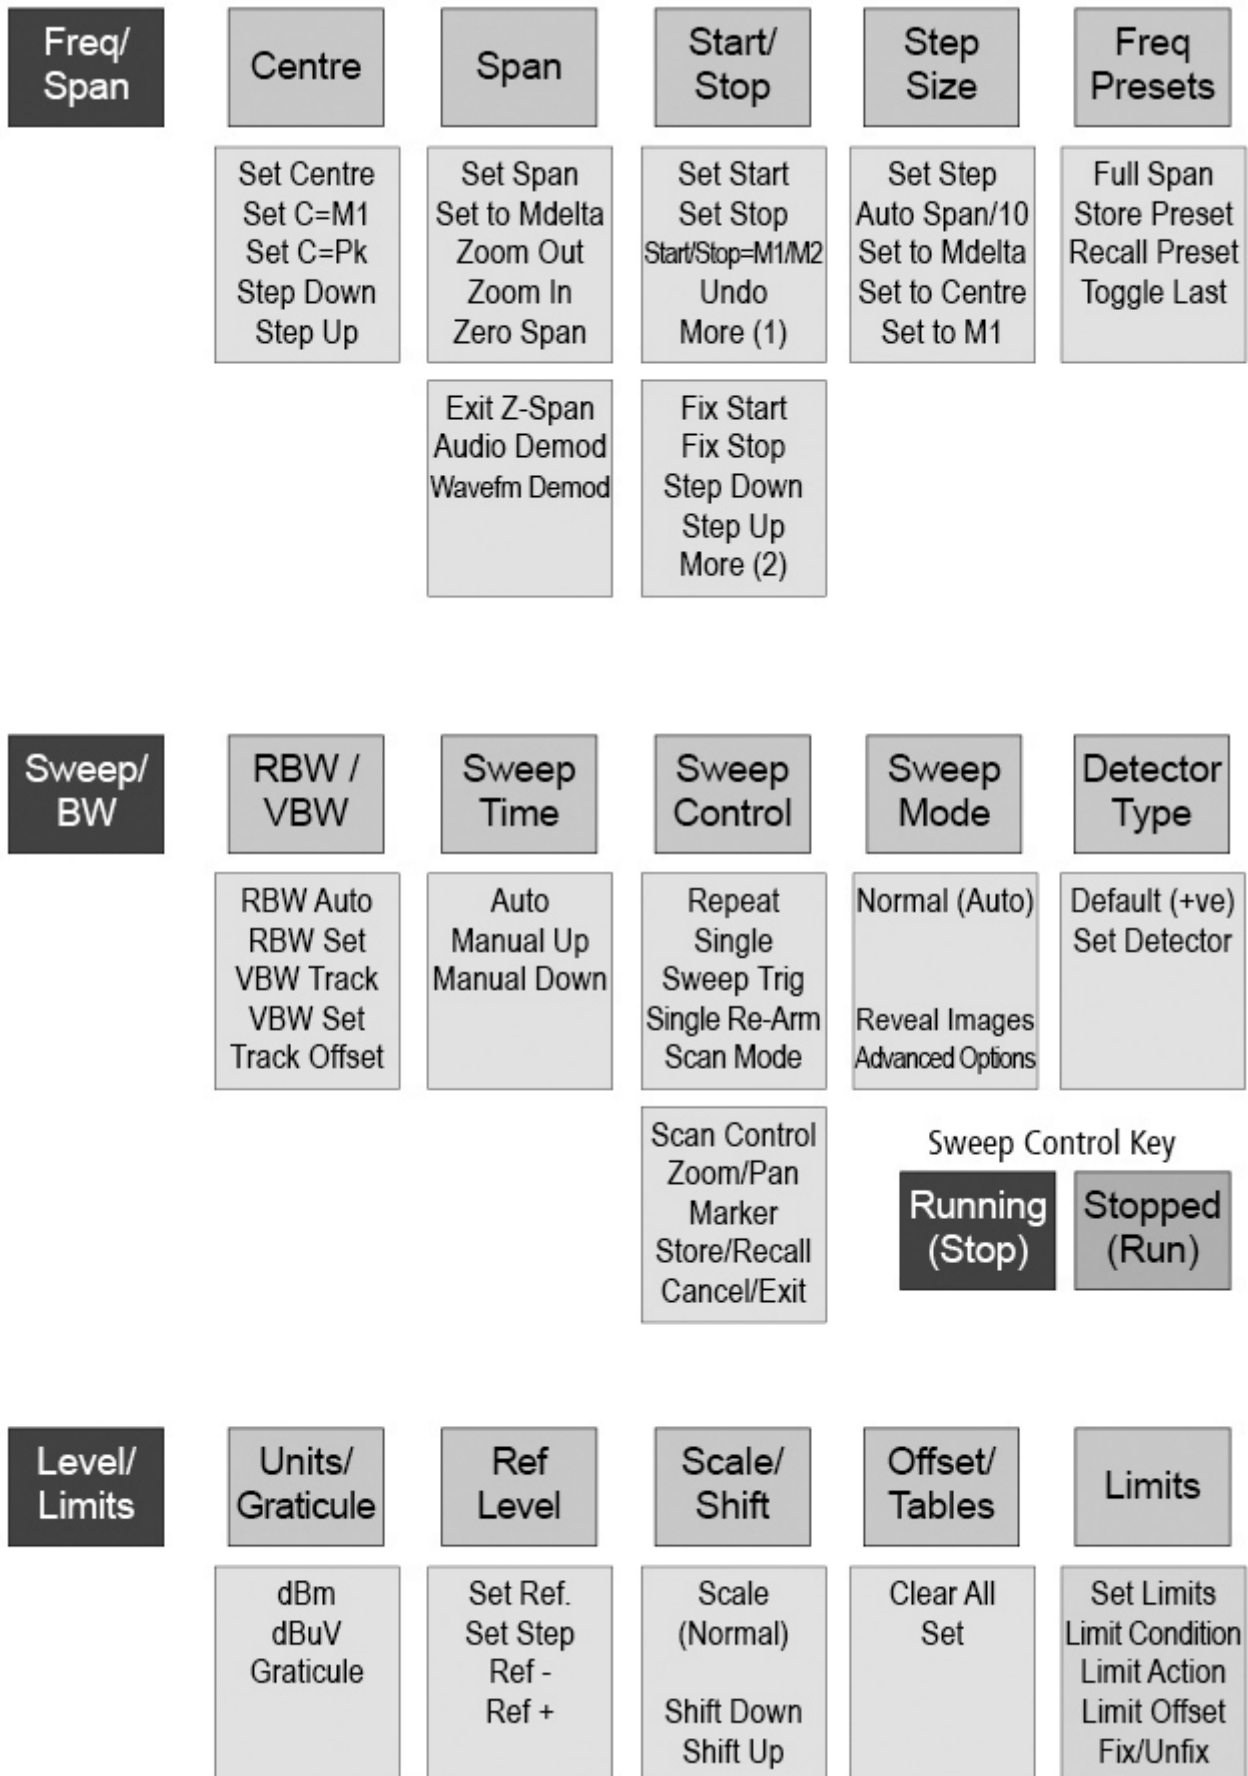 Freq/
Span
Centre
Span
Start/
Stop
Step
Size
Freq
Presets
Set Centre
Set C=M1
Set C=Pk
Step Down
Step Up
Set Span
Set to Mdelta
Zoom Out
Zoom In
Zero Span
Set Start
Set Stop
Start/Stop=M1/M2
Undo
More (1)
Set Step
Auto Span/10
Set to Mdelta
Set to Centre
Set to M1
Full Span
Store Preset
Recall Preset
Toggle Last
Exit Z-Span
Audio Demod
Wavefm Demod
Fix Start
Fix Stop
Step Down
Step Up
More (2)
Sweep/
BW
RBW /
VBW
Sweep
Time
Sweep
Control
Sweep
Mode
Detector
Type
RBW Auto
RBW Set
VBW Track
VBW Set
Track Offset
Auto
Manual Up
Manual Down
Repeat
Single
Sweep Trig
Single Re-Arm
Scan Mode
Normal (Auto)
Reveal Images
Advanced Options
Default (+ve)
Set Detector
Scan Control
Zoom/Pan
Marker
Store/Recall
Cancel/Exit
Sweep Control Key
Running
(Stop)
Stopped
(Run)
Level/
Limits
Units/
Graticule
Ref
Level
Scale/
Shift
Offset/
Tables
Limits
dBm
dBuV
Graticule
Set Ref.
Set Step
Ref -
Ref +
Scale
(Normal)
Shift Down
Shift Up
Clear All
Set
Set Limits
Limit Condition
Limit Action
Limit Offset
Fix/Unfix